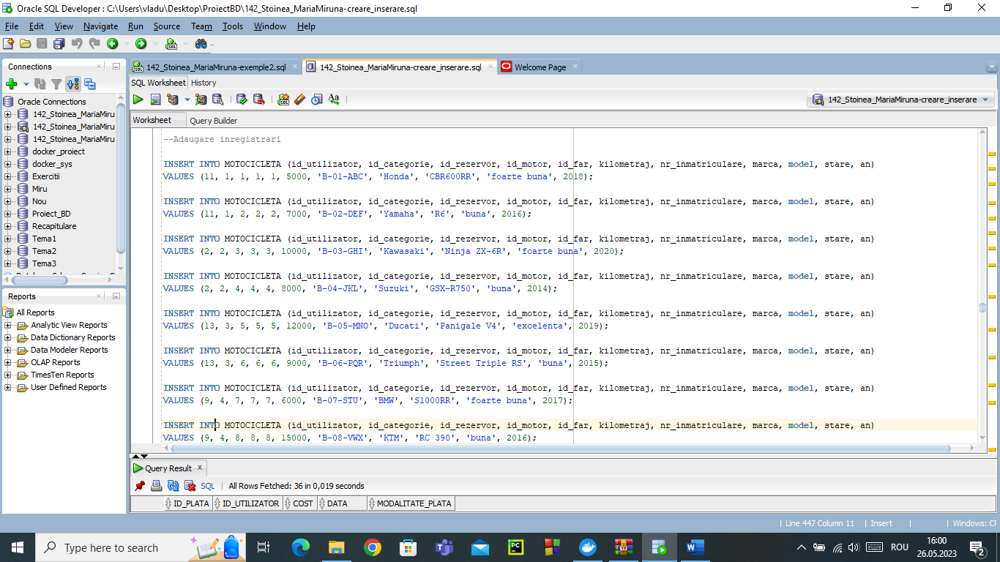 Oracle SQL Developer : C:\Users\vladu\Desktop\ProiectBD\142_Stoinea_MariaMiruna-creare_inserare.sql
File Edit View Navigate Run Source Team Tools Window Help
Connections
Oracle Connections
142_Stoinea_MariaMiru
142_Stoinea_MariaMiru
142_Stoinea_MariaMiru
docker_proiect
docker_sys
Exercitii
Miru
Nou
Proiect_BD
Recapitulare
Tema1
Tema2
Tema3
Reports
All Reports
Analytic View Reports
Data Dictionary Reports
Data Modeler Reports
OLAP Reports
TimesTen Reports
User Defined Reports
142_Stoinea_MariaMiruna-exemple2.sql 142_Stoinea_MariaMiruna-creare_inserare.sql Welcome Page
SQL Worksheet History
142_Stoinea_MariaMiruna-creare_inserare
Worksheet Query Builder
--Adaugare inregistrari
INSERT INTO MOTOCICLETA (id_utilizator, id_categorie, id_rezervor, id_motor, id_far, kilometraj, nr_inmatriculare, marca, model, stare, an)
VALUES (11, 1, 1, 1, 1, 5000, 'B-01-ABC', 'Honda', 'CBR600RR', 'foarte buna', 2018);
INSERT INTO MOTOCICLETA (id_utilizator, id_categorie, id_rezervor, id_motor, id_far, kilometraj, nr_inmatriculare, marca, model, stare, an)
VALUES (11, 1, 2, 2, 2, 7000, 'B-02-DEF', 'Yamaha', 'R6', 'buna', 2016);
INSERT INTO MOTOCICLETA (id_utilizator, id_categorie, id_rezervor, id_motor, id_far, kilometraj, nr_inmatriculare, marca, model, stare, an)
VALUES (2, 2, 3, 3, 3, 10000, 'B-03-GHI', 'Kawasaki', 'Ninja ZX-6R', 'foarte buna', 2020);
INSERT INTO MOTOCICLETA (id_utilizator, id_categorie, id_rezervor, id_motor, id_far, kilometraj, nr_inmatriculare, marca, model, stare, an)
VALUES (2, 2, 4, 4, 4, 8000, 'B-04-JKL', 'Suzuki', 'GSX-R750', 'buna', 2014);
INSERT INTO MOTOCICLETA (id_utilizator, id_categorie, id_rezervor, id_motor, id_far, kilometraj, nr_inmatriculare, marca, model, stare, an)
VALUES (13, 3, 5, 5, 5, 12000, 'B-05-MNO', 'Ducati', 'Panigale V4', 'excelenta', 2019);
INSERT INTO MOTOCICLETA (id_utilizator, id_categorie, id_rezervor, id_motor, id_far, kilometraj, nr_inmatriculare, marca, model, stare, an)
VALUES (13, 3, 6, 6, 6, 9000, 'B-06-PQR', 'Triumph', 'Street Triple RS', 'buna', 2015);
INSERT INTO MOTOCICLETA (id_utilizator, id_categorie, id_rezervor, id_motor, id_far, kilometraj, nr_inmatriculare, marca, model, stare, an)
VALUES (9, 4, 7, 7, 7, 6000, 'B-07-STU', 'BMW', 'S1000RR', 'foarte buna', 2017);
INSERT INTO MOTOCICLETA (id_utilizator, id_categorie, id_rezervor, id_motor, id_far, kilometraj, nr_inmatriculare, marca, model, stare, an)
VALUES (9, 4, 8, 8, 8, 15000, 'B-08-VWX', 'KTM', 'RC 390', 'buna', 2016);
Query Result
SQL | All Rows Fetched: 36 in 0,019 seconds
ID_PLATA ID_UTILIZATOR COST DATA MODALITATE_PLATA
Line 447 Column 11 | Insert | Windows: CF
Type here to search
ROU 16:00
26.05.2023
2